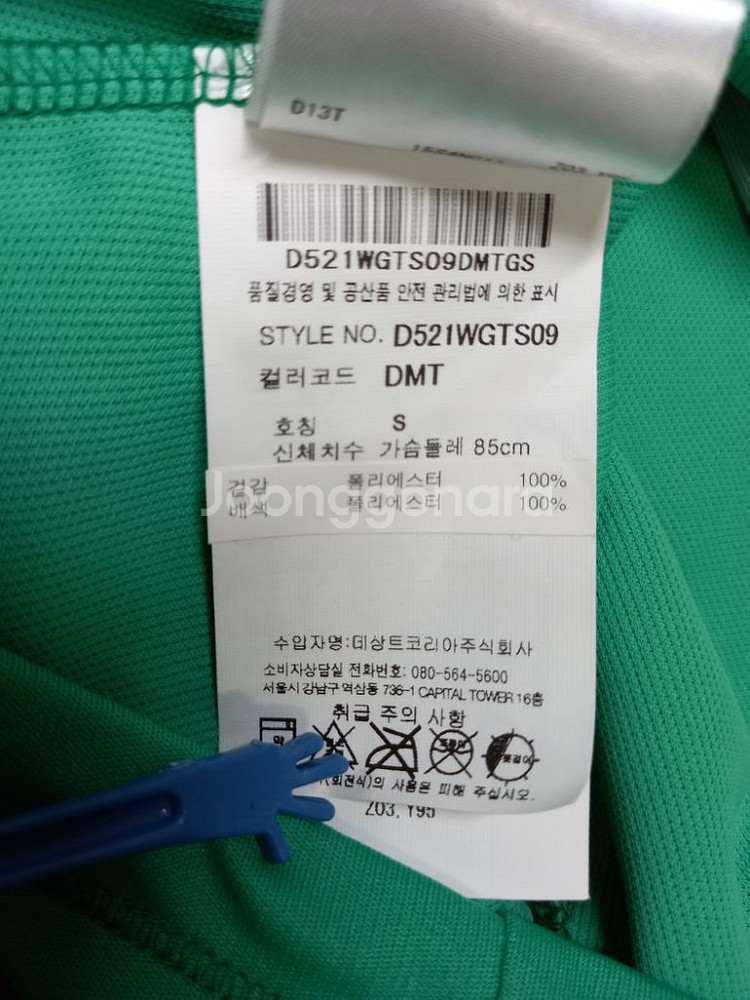 D13T
D521WGTS09DMTGS
품질경영 및 공산품 안전 관리법에 의한 표시
STYLE NO. D521WGTS09
컬러코드 DMT
호칭 S
신체치수 가슴둘레 85cm
겉감 폴리에스터 100%
배색 폴리에스터 100%
Joonggonara
수입자명:데상트코리아주식회사
소비자상담실 전화번호: 080-564-5600
서울시 강남구 역삼동 736-1 CAPITAL TOWER 16층
취급 주의 사항
약
(회전식)의 사용은 피해 주십시오.
Z03, Y95